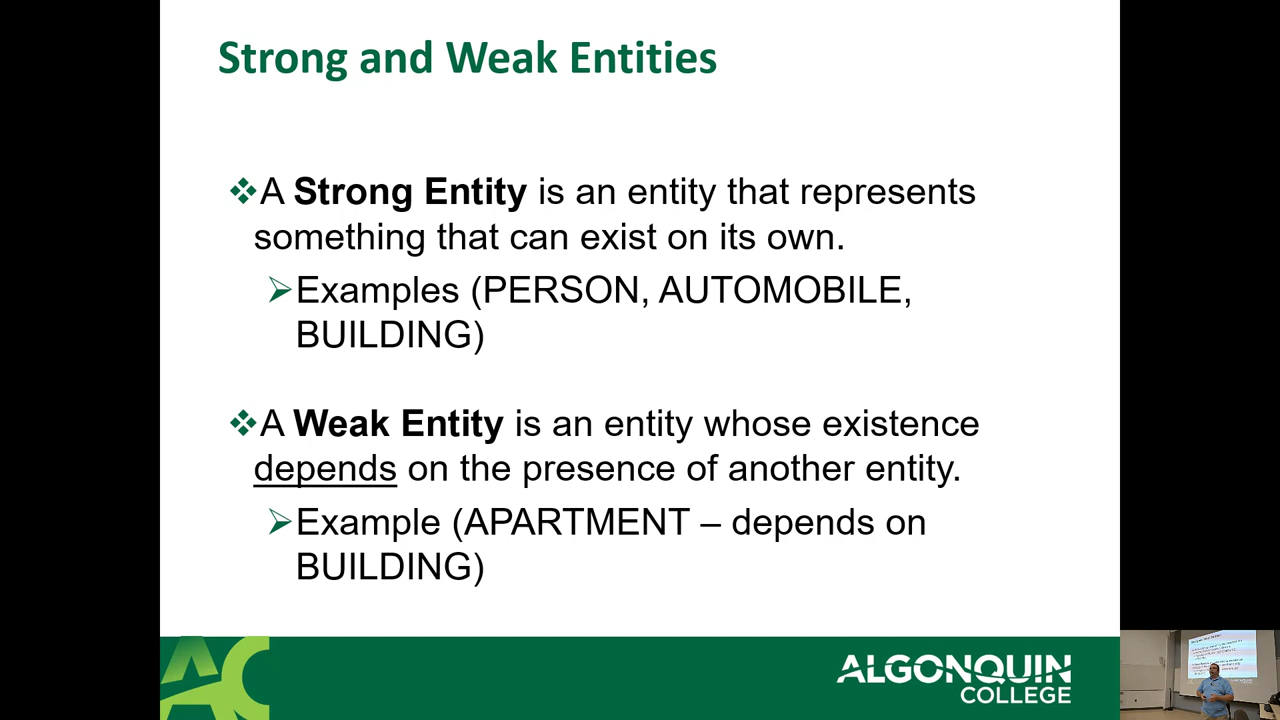 Strong and Weak Entities
❖A Strong Entity is an entity that represents
something that can exist on its own.
➢Examples (PERSON, AUTOMOBILE,
BUILDING)
❖A Weak Entity is an entity whose existence
depends on the presence of another entity.
➢Example (APARTMENT – depends on
BUILDING)
AC
ALGONQUIN
COLLEGE